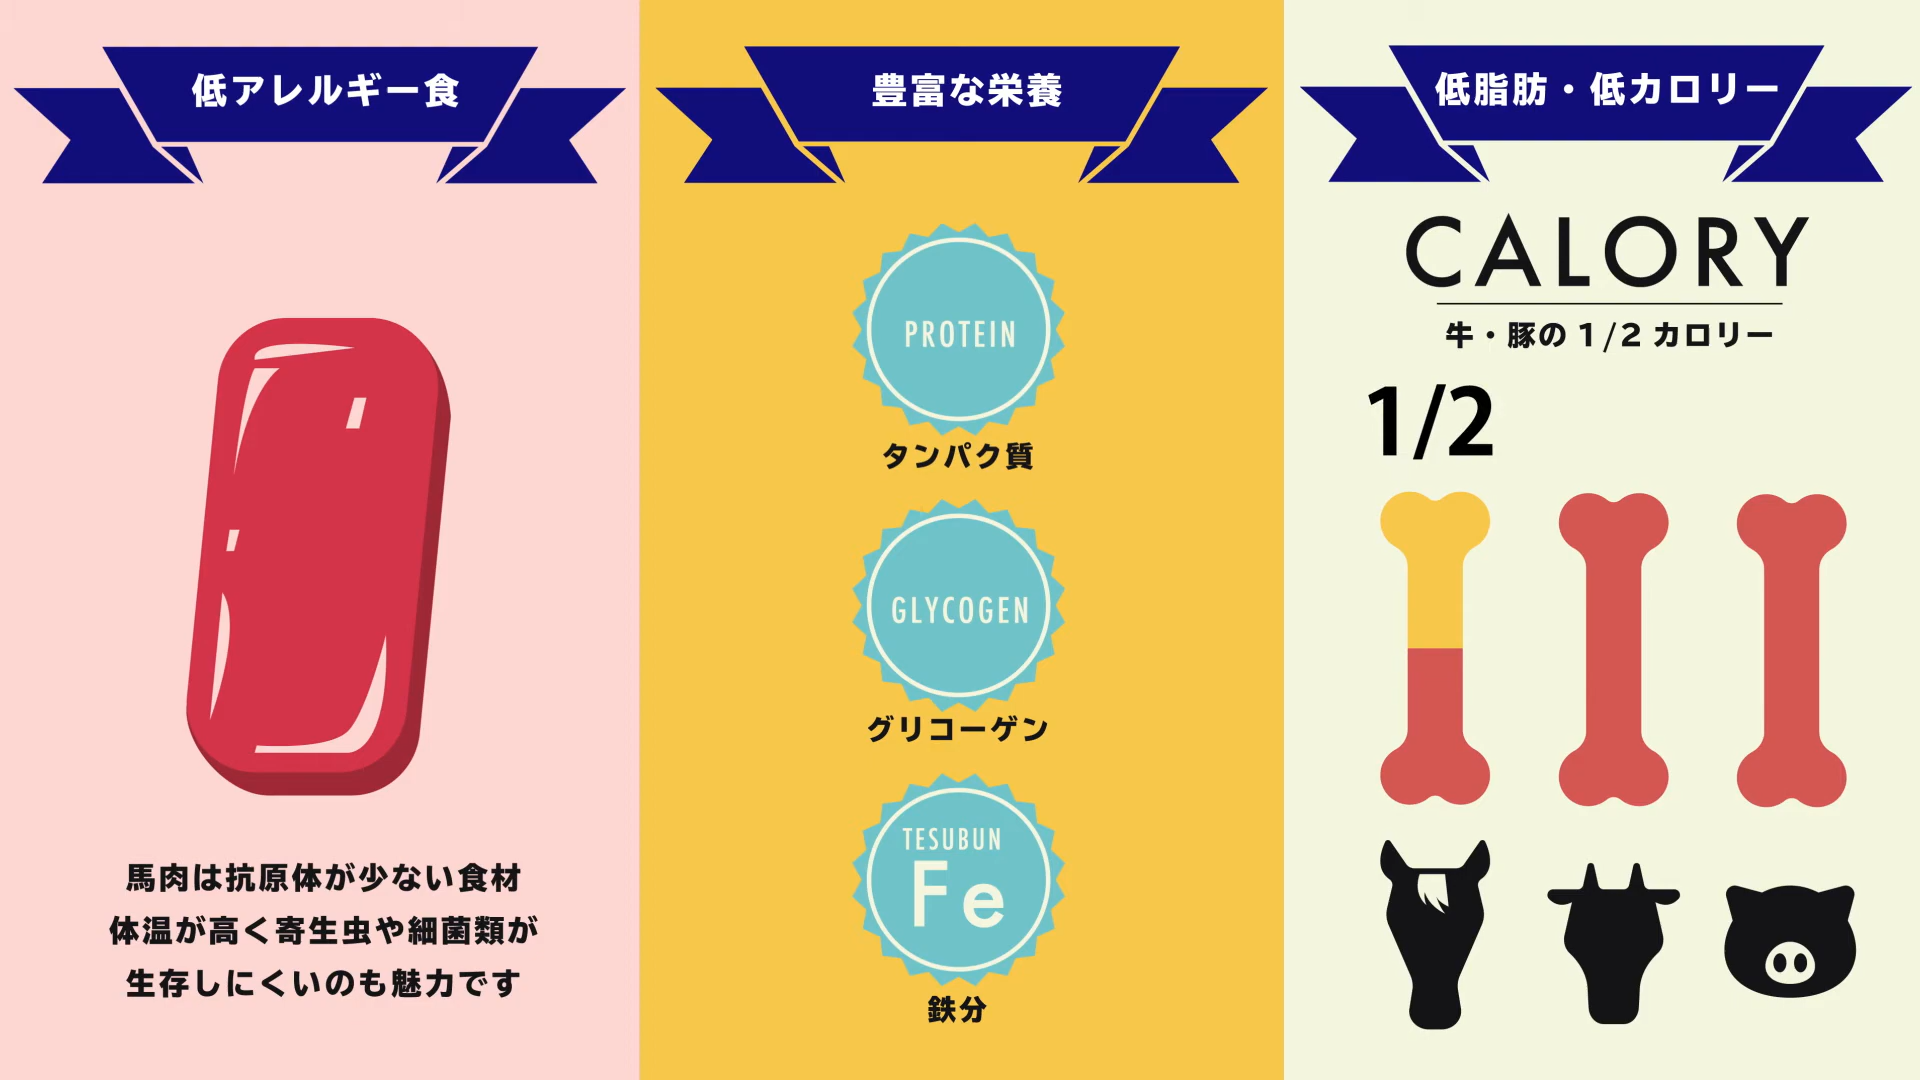 低アレルギー食
馬肉は抗原体が少ない食材
体温が高く寄生虫や細菌類が
生存しにくいのも魅力です
豊富な栄養
PROTEIN
タンパク質
GLYCOGEN
グリコーゲン
TESUBUN
Fe
鉄分
低脂肪・低カロリー
CALORY
牛・豚の 1/2 カロリー
1/2